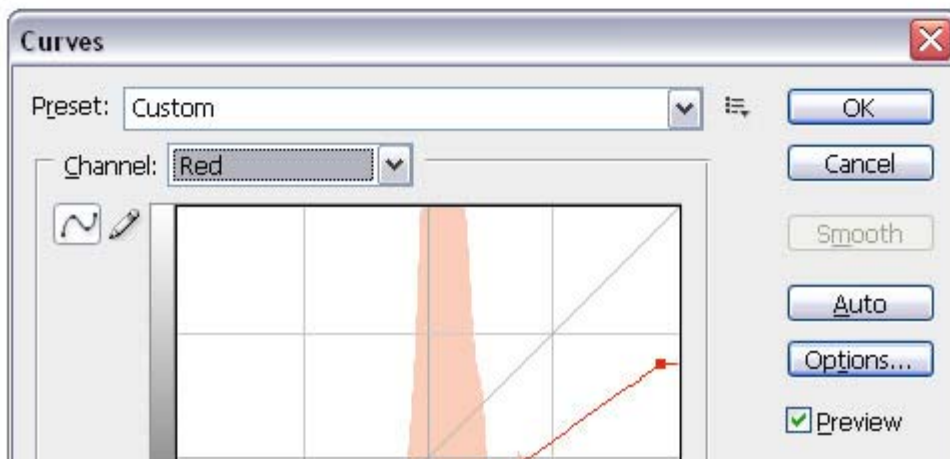 Curves
Preset: Custom
OK
Channel: Red
Cancel
Smooth
Auto
Options...
Preview